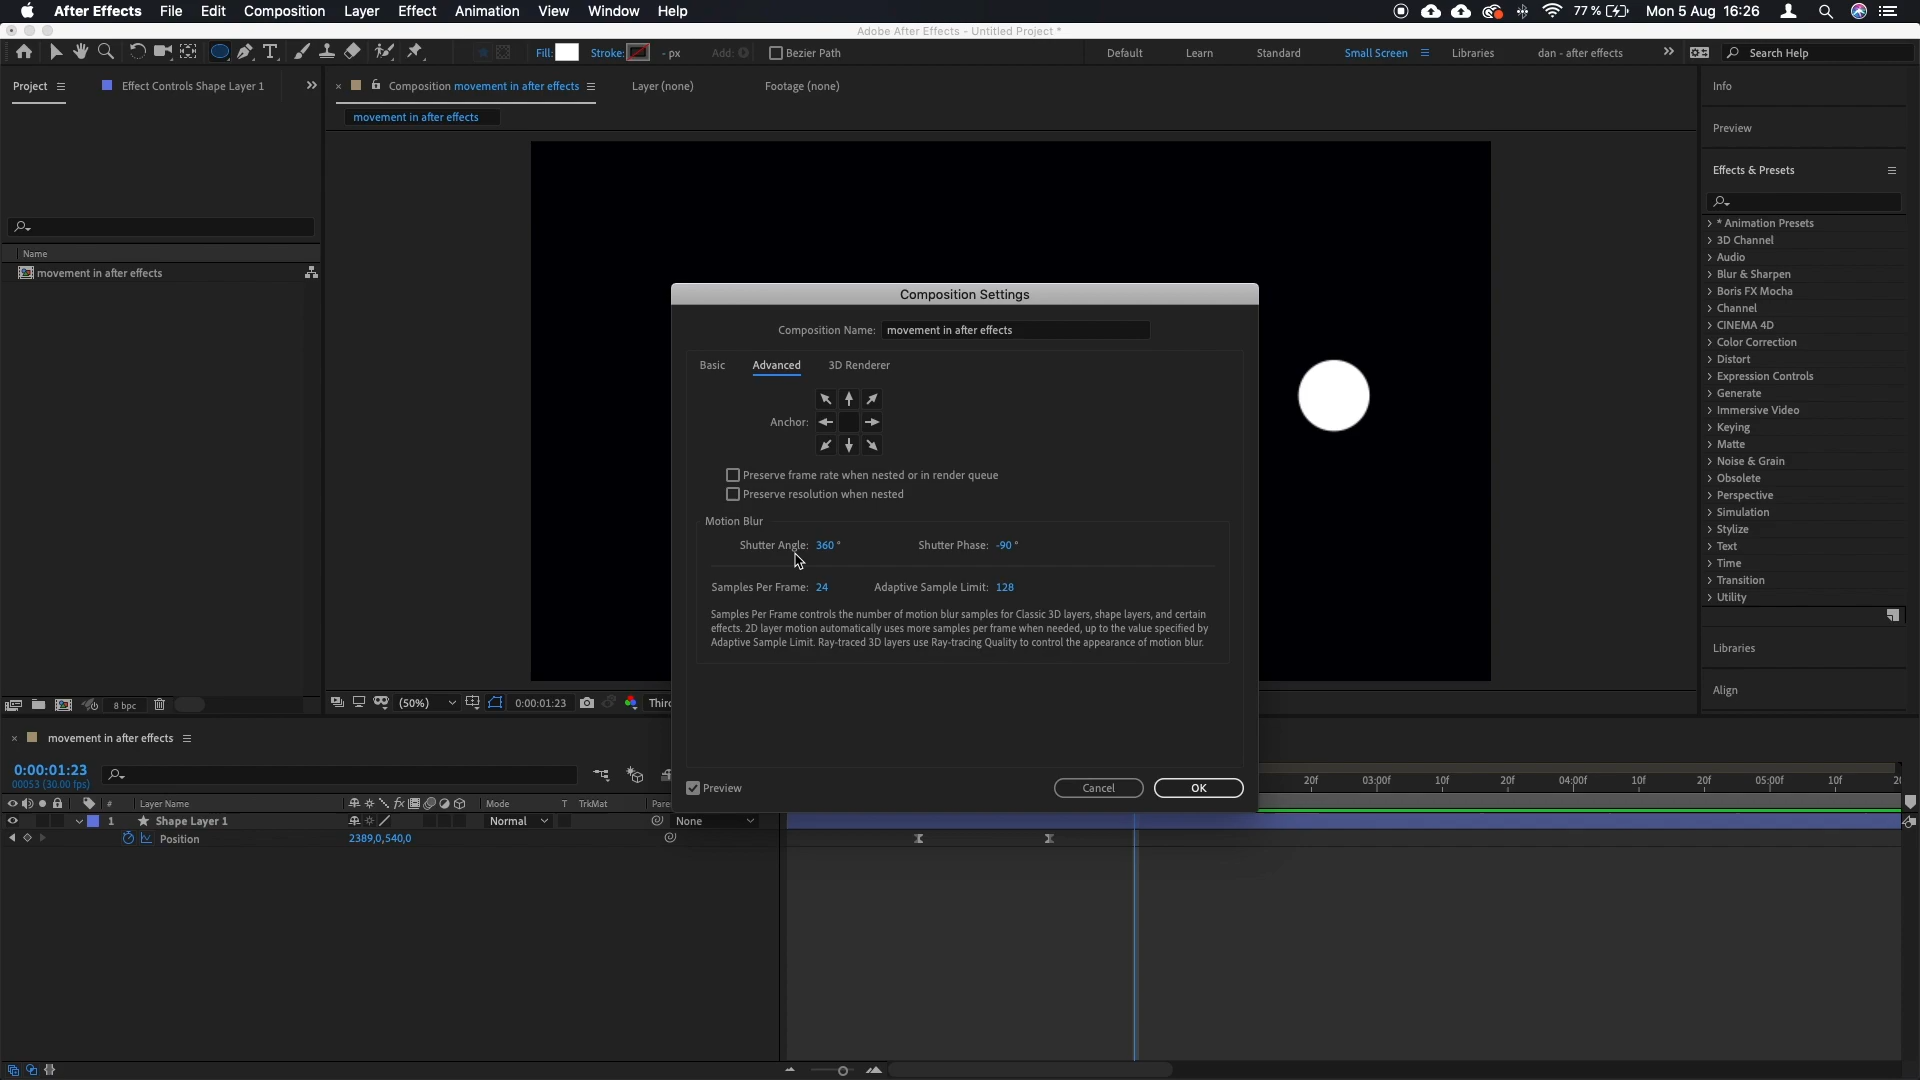 After Effects File Edit Composition Layer Effect Animation View Window Help 77 % Mon 5 Aug 16:26
Adobe After Effects - Untitled Project *
Fill: Stroke: - px Add: Bezier Path Default Learn Standard Small Screen Libraries dan - after effects Search Help
Project Effect Controls Shape Layer 1 Composition movement in after effects Layer (none) Footage (none) Info
movement in after effects
Preview
Effects & Presets
Name
movement in after effects
* Animation Presets
3D Channel
Audio
Blur & Sharpen
Boris FX Mocha
Channel
CINEMA 4D
Color Correction
Distort
Expression Controls
Generate
Immersive Video
Keying
Matte
Noise & Grain
Obsolete
Perspective
Simulation
Stylize
Text
Time
Transition
Utility
Libraries
Align
Composition Settings
Composition Name: movement in after effects
Basic Advanced 3D Renderer
Anchor:
Preserve frame rate when nested or in render queue
Preserve resolution when nested
Motion Blur
Shutter Angle: 360 ° Shutter Phase: -90 °
Samples Per Frame: 24 Adaptive Sample Limit: 128
Samples Per Frame controls the number of motion blur samples for Classic 3D layers, shape layers, and certain
effects. 2D layer motion automatically uses more samples per frame when needed, up to the value specified by
Adaptive Sample Limit. Ray-traced 3D layers use Ray-tracing Quality to control the appearance of motion blur.
Preview Cancel OK
8 bpc (50%) 0:00:01:23 Thir
movement in after effects
0:00:01:23
00053 (30.00 fps)
20f 03:00f 10f 20f 04:00f 10f 20f 05:00f 10f
# Layer Name fx Mode T TrkMat Pare
1 Shape Layer 1 Normal None
Position 2389,0,540,0